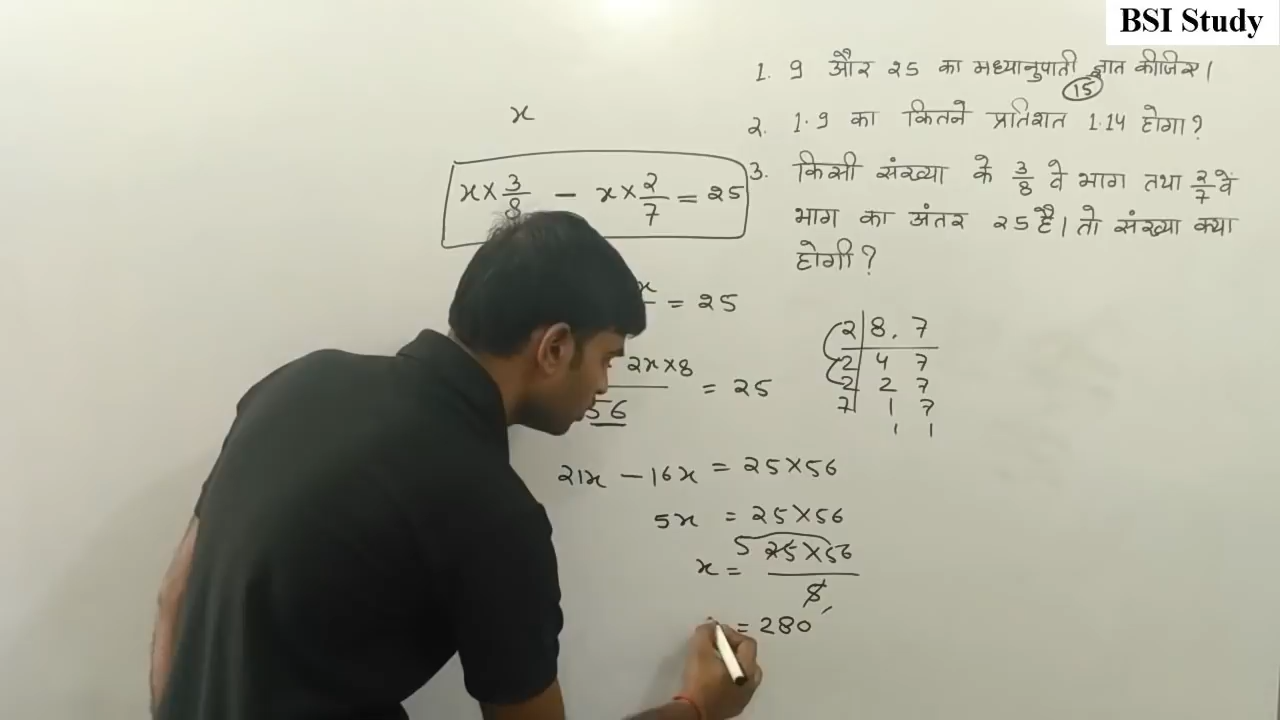 BSI Study
1. 9 और 25 का मध्यानुपाती ज्ञात कीजिए।
15
2. 1.9 का कितने प्रतिशत 1.14 होगा?
3. किसी संख्या के 3/8 वे भाग तथा 2/7 वें
भाग का अंतर 25 है। तो संख्या क्या
होगी?
x
x × 3/8 − x × 2/7 = 25
x = 25
2x×8 / 56 = 25
21x − 16x = 25×56
5x = 25×56
x = 5 25×56 / 5
= 280
2 | 8, 7
2 | 4 7
2 | 2 7
7 | 1 7
1 1